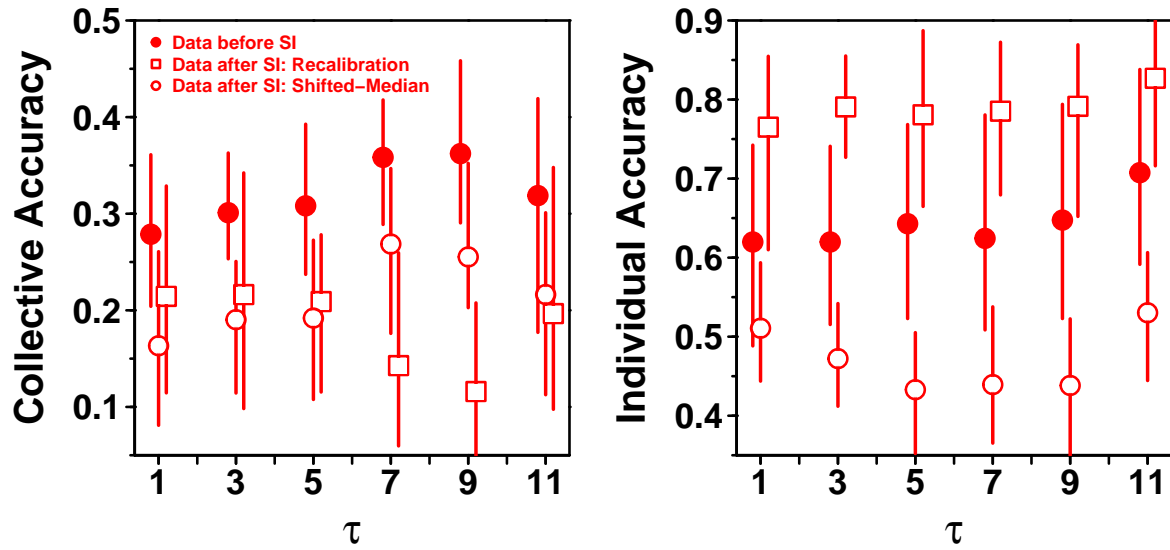 Collective Accuracy
0.5
0.4
0.3
0.2
0.1
Data before SI
Data after SI: Recalibration
Data after SI: Shifted−Median
1 3 5 7 9 11
τ
Individual Accuracy
0.9
0.8
0.7
0.6
0.5
0.4
1 3 5 7 9 11
τ